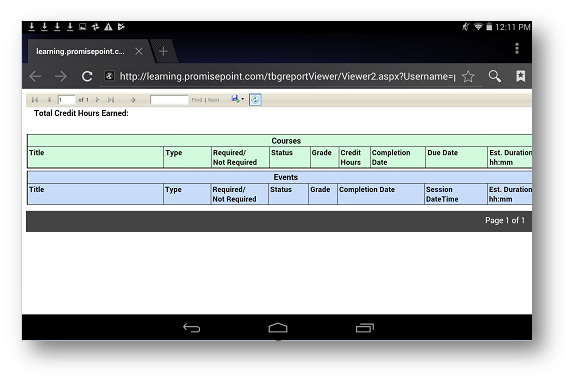 12:11 PM
learning.promisepoint.c...
http://learning.promisepoint.com/tbgreportViewer/Viewer2.aspx?Username=
1 of 1 Find | Next
Total Credit Hours Earned:
Courses
Title Type Required/ Not Required Status Grade Credit Hours Completion Date Due Date Est. Duration hh:mm
Events
Title Type Required/ Not Required Status Grade Completion Date Session DateTime Est. Duration hh:mm
Page 1 of 1